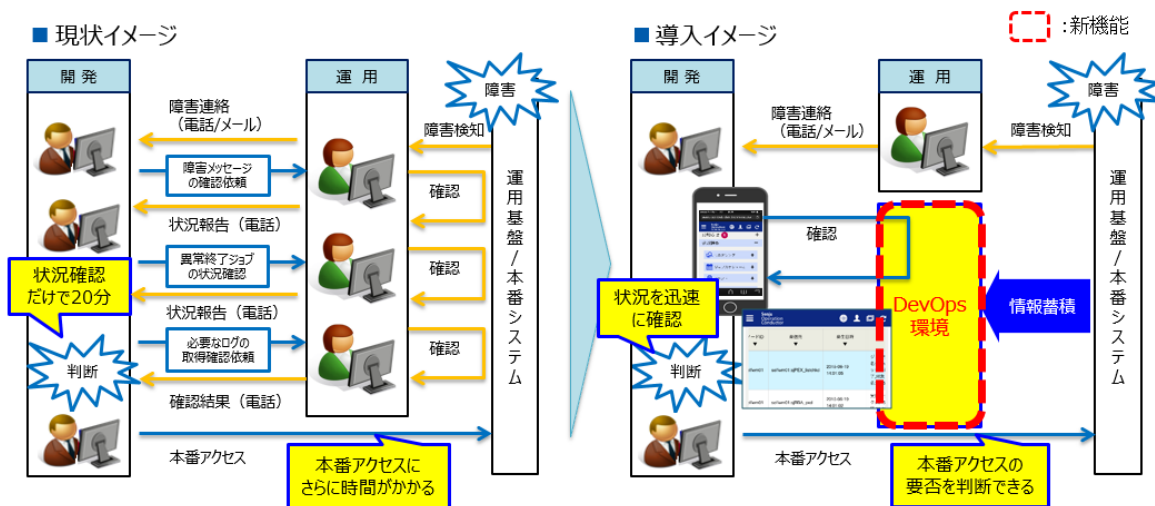 ■ 現状イメージ
開 発
運 用
障害
障害連絡
（電話/メール）
障害検知
障害メッセージ
の確認依頼
確認
状況報告（電話）
異常終了ジョブ
の状況確認
確認
状況確認
だけで20分
状況報告（電話）
必要なログの
取得確認依頼
確認
判断
確認結果（電話）
本番アクセス
本番アクセスに
さらに時間がかかる
運用基盤/本番システム
■ 導入イメージ
：新機能
開 発
運 用
障害
障害連絡
（電話/メール）
障害検知
確認
状況を迅速
に確認
DevOps
環境
情報蓄積
Senju
Operation
Conductor
判断
本番アクセス
本番アクセスの
要否を判断できる
運用基盤/本番システム